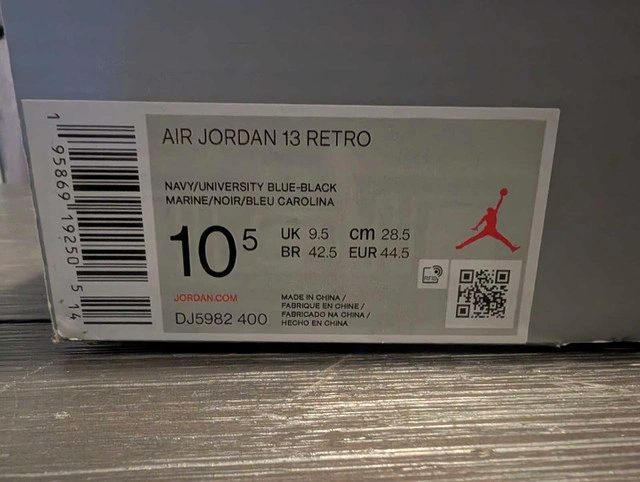 AIR JORDAN 13 RETRO
NAVY/UNIVERSITY BLUE-BLACK
MARINE/NOIR/BLEU CAROLINA
10⁵
UK 9.5 cm 28.5
BR 42.5 EUR 44.5
JORDAN.COM
DJ5982 400
MADE IN CHINA /
FABRIQUE EN CHINE /
FABRICADO NA CHINA /
HECHO EN CHINA
RFID
1 95869 19250 5 14